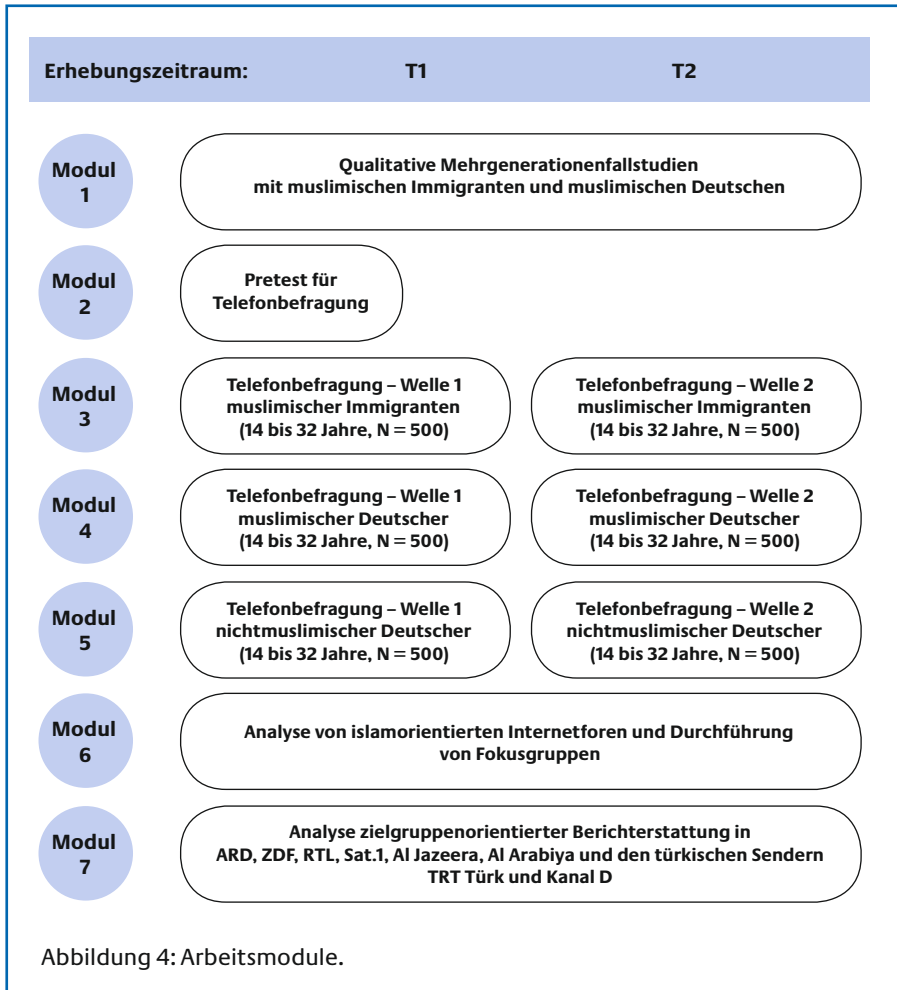 Erhebungszeitraum: T1 T2
Modul 1
Qualitative Mehrgenerationenfallstudien
mit muslimischen Immigranten und muslimischen Deutschen
Modul 2
Pretest für
Telefonbefragung
Modul 3
Telefonbefragung – Welle 1
muslimischer Immigranten
(14 bis 32 Jahre, N = 500)
Telefonbefragung – Welle 2
muslimischer Immigranten
(14 bis 32 Jahre, N = 500)
Modul 4
Telefonbefragung – Welle 1
muslimischer Deutscher
(14 bis 32 Jahre, N = 500)
Telefonbefragung – Welle 2
muslimischer Deutscher
(14 bis 32 Jahre, N = 500)
Modul 5
Telefonbefragung – Welle 1
nichtmuslimischer Deutscher
(14 bis 32 Jahre, N = 500)
Telefonbefragung – Welle 2
nichtmuslimischer Deutscher
(14 bis 32 Jahre, N = 500)
Modul 6
Analyse von islamorientierten Internetforen und Durchführung
von Fokusgruppen
Modul 7
Analyse zielgruppenorientierter Berichterstattung in
ARD, ZDF, RTL, Sat.1, Al Jazeera, Al Arabiya und den türkischen Sendern
TRT Türk und Kanal D
Abbildung 4: Arbeitsmodule.